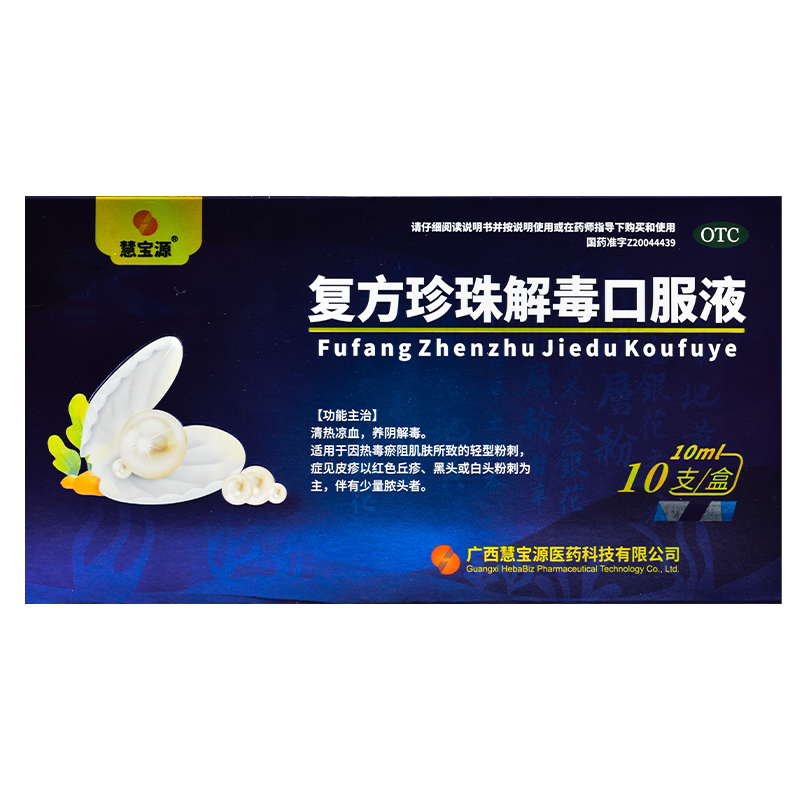 慧宝源®
请仔细阅读说明书并按说明使用或在药师指导下购买和使用
国药准字Z20044439
OTC
复方珍珠解毒口服液
Fufang Zhenzhu Jiedu Koufuye
【功能主治】
清热凉血，养阴解毒。
适用于因热毒瘀阻肌肤所致的轻型粉刺，
症见皮疹以红色丘疹、黑头或白头粉刺为
主，伴有少量脓头者。
10ml
10支/盒
广西慧宝源医药科技有限公司
Guangxi HebaBiz Pharmaceutical Technology Co., Ltd.